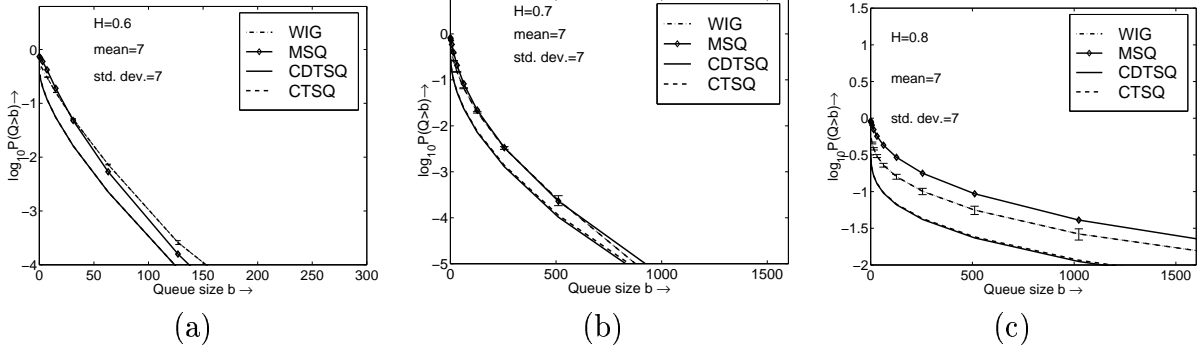 H=0.6
mean=7
std. dev.=7
WIG
MSQ
CDTSQ
CTSQ
0
-1
-2
-3
-4
log10P(Q>b)→
0 50 100 150 200 250 300
Queue size b →
(a)
H=0.7
mean=7
std. dev.=7
WIG
MSQ
CDTSQ
CTSQ
0
-1
-2
-3
-4
-5
log10P(Q>b)→
0 500 1000 1500
Queue size b →
(b)
H=0.8
mean=7
std. dev.=7
WIG
MSQ
CDTSQ
CTSQ
1.5
1
0.5
0
-0.5
-1
-1.5
-2
log10P(Q>b)→
0 500 1000 1500
Queue size b →
(c)